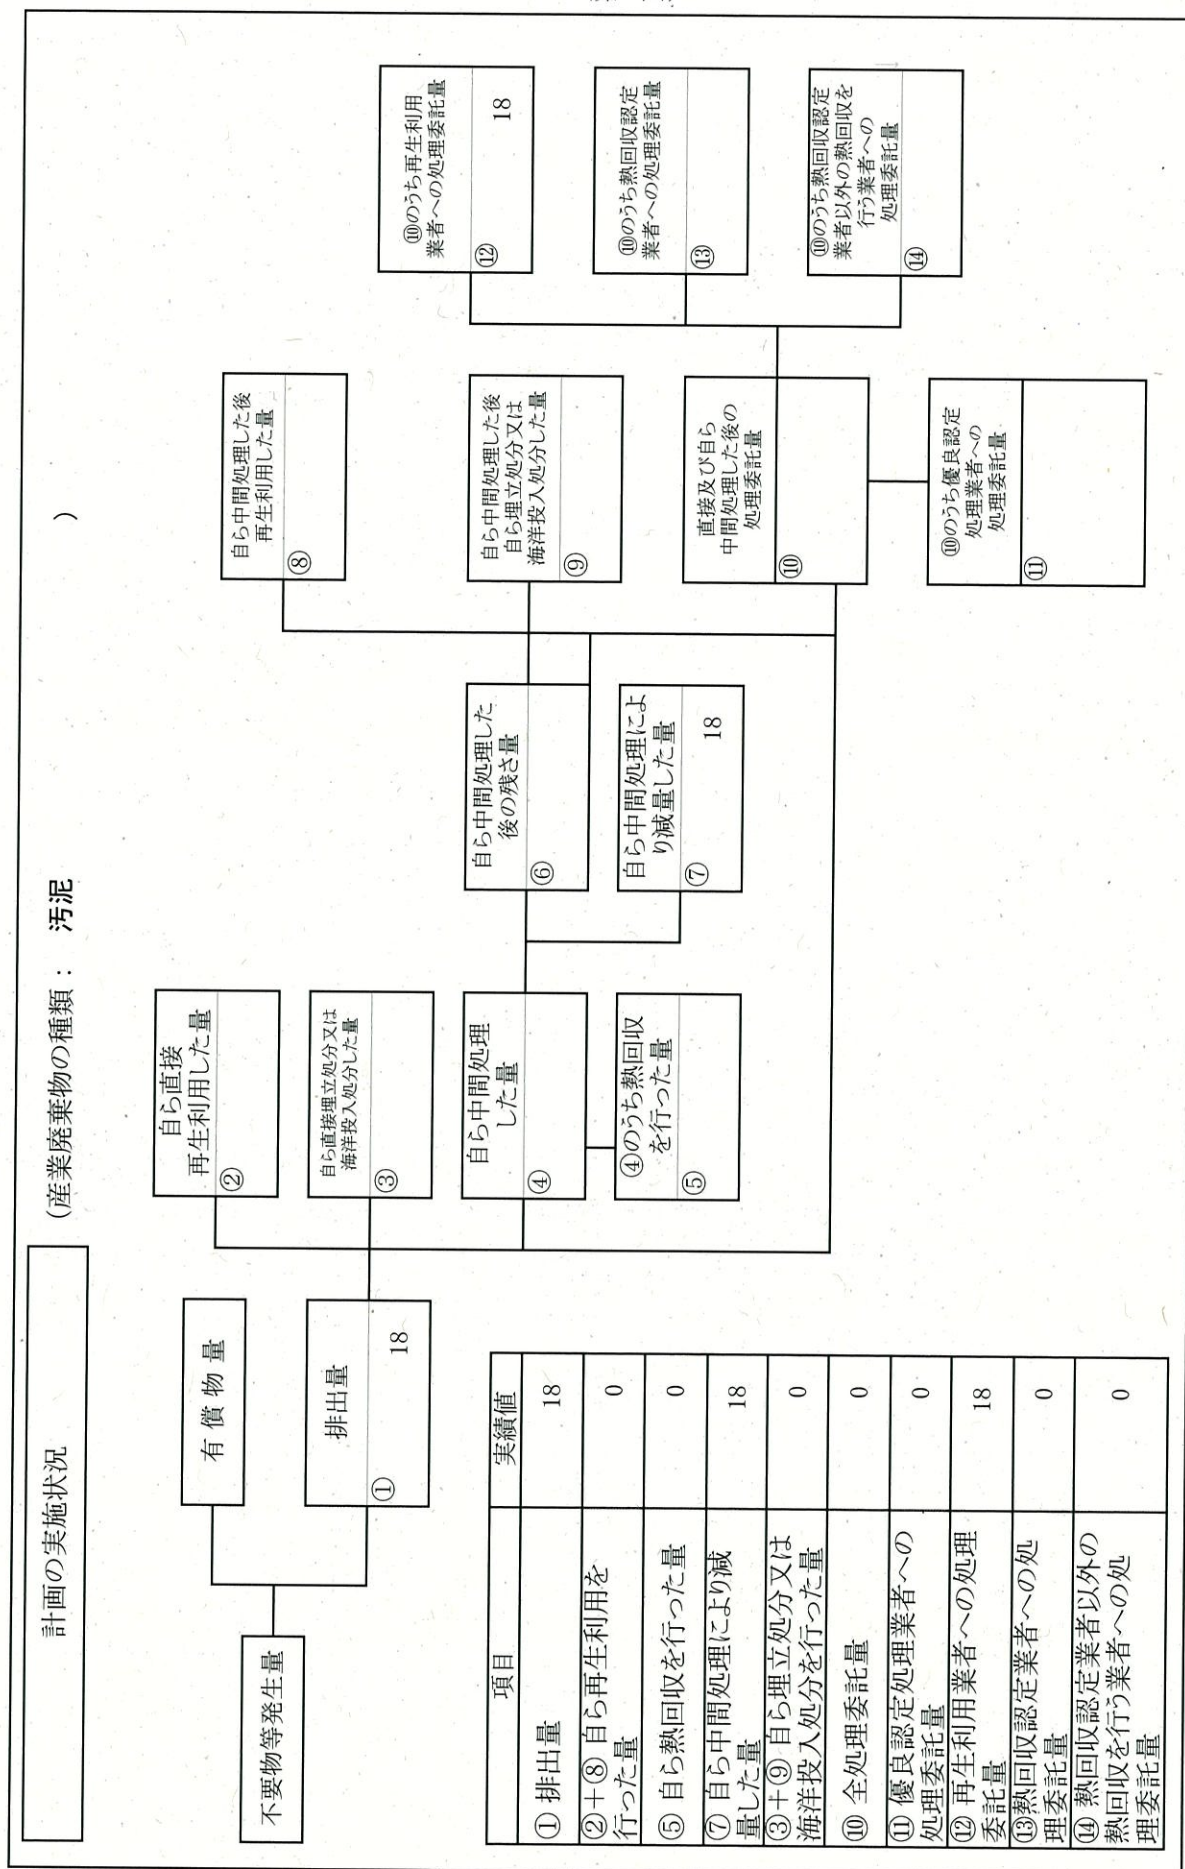 計画の実施状況
(産業廃棄物の種類： 汚泥 )
不要物等発生量
有償物量
排出量
① 18
自ら直接
再生利用した量
②
自ら直接埋立処分又は
海洋投入処分した量
③
自ら中間処理
した量
④
④のうち熱回収
を行った量
⑤
自ら中間処理した
後の残さ量
⑥
自ら中間処理によ
り減量した量
⑦ 18
自ら中間処理した後
再生利用した量
⑧
自ら中間処理した後
自ら埋立処分又は
海洋投入処分した量
⑨
直接及び自ら
中間処理した後の
処理委託量
⑩
⑩のうち優良認定
処理業者への
処理委託量
⑪
⑩のうち再生利用
業者への処理委託量
⑫ 18
⑩のうち熱回収認定
業者への処理委託量
⑬
⑩のうち熱回収認定
業者以外の熱回収を
行う業者への
処理委託量
⑭
項目 実績値
① 排出量 18
②＋⑧ 自ら再生利用を
行った量 0
⑤ 自ら熱回収を行った量 0
⑦ 自ら中間処理により減
量した量 18
③＋⑨ 自ら埋立処分又は
海洋投入処分を行った量 0
⑩ 全処理委託量 0
⑪ 優良認定処理業者への
処理委託量 0
⑫ 再生利用業者への処理
委託量 18
⑬熱回収認定業者への処
理委託量 0
⑭ 熱回収認定業者以外の
熱回収を行う業者への処
理委託量 0